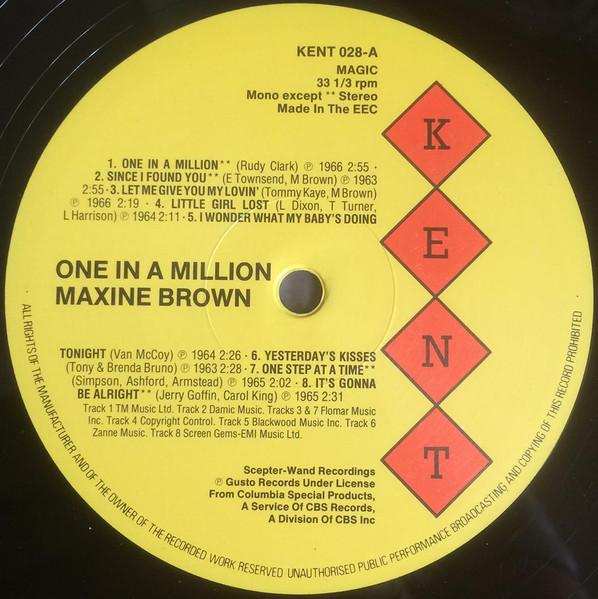 KENT 028-A
MAGIC
33 1/3 rpm
Mono except ** Stereo
Made In The EEC
K
E
N
T
1. ONE IN A MILLION** (Rudy Clark) ℗ 1966 2:55 ·
2. SINCE I FOUND YOU** (E Townsend, M Brown) ℗ 1963
2:55 · 3. LET ME GIVE YOU MY LOVIN' (Tommy Kaye, M Brown)
℗ 1966 2:19 · 4. LITTLE GIRL LOST (L Dixon, T Turner,
L Harrison) ℗ 1964 2:11 · 5. I WONDER WHAT MY BABY'S DOING
ONE IN A MILLION
MAXINE BROWN
TONIGHT (Van McCoy) ℗ 1964 2:26 · 6. YESTERDAY'S KISSES
(Tony & Brenda Bruno) ℗ 1963 2:28 · 7. ONE STEP AT A TIME**
(Simpson, Ashford, Armstead) ℗ 1965 2:02 · 8. IT'S GONNA
BE ALRIGHT** (Jerry Goffin, Carol King) ℗ 1965 2:31
Track 1 TM Music Ltd. Track 2 Damic Music. Tracks 3 & 7 Flomar Music
Inc. Track 4 Copyright Control. Track 5 Blackwood Music Inc. Track 6
Zanne Music. Track 8 Screen Gems-EMI Music Ltd.
Scepter-Wand Recordings
℗ Gusto Records Under License
From Columbia Special Products,
A Service Of CBS Records,
A Division Of CBS Inc
· ALL RIGHTS OF THE MANUFACTURER AND OF THE OWNER OF THE RECORDED WORK RESERVED UNAUTHORISED PUBLIC PERFORMANCE BROADCASTING AND COPYING OF THIS RECORD PROHIBITED ·